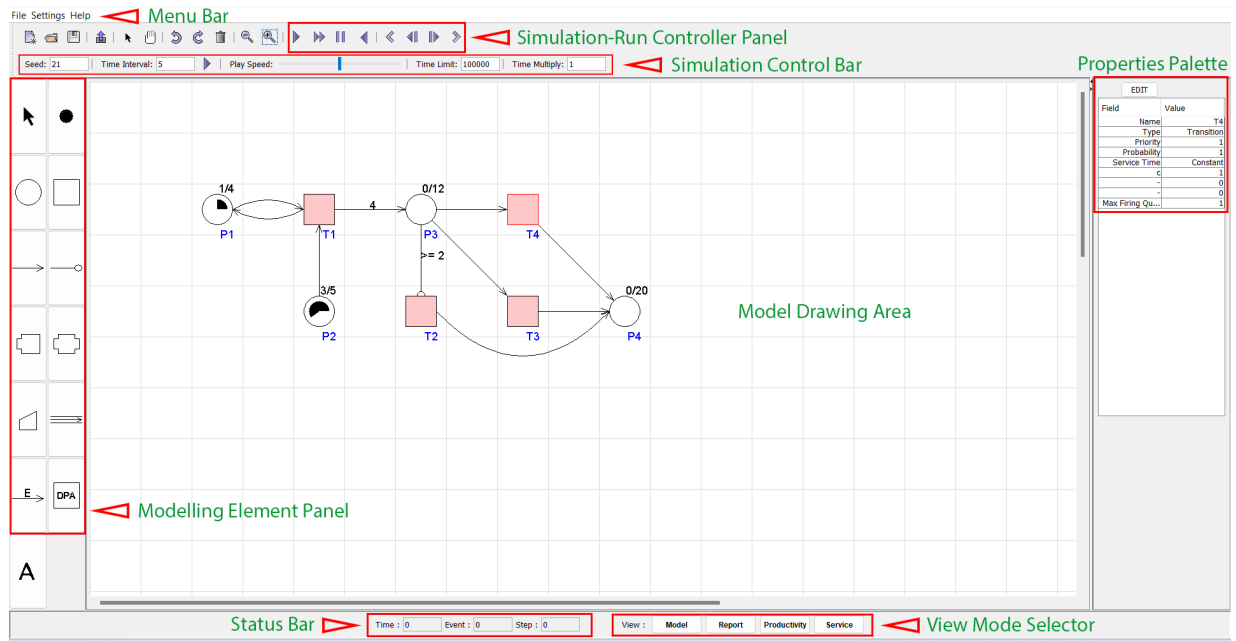 File Settings Help
Menu Bar
Simulation-Run Controller Panel
Seed: 21 Time Interval: 5 Play Speed: Time Limit: 100000 Time Multiply: 1
Simulation Control Bar
Properties Palette
EDIT
Field Value
Name T4
Type Transition
Priority 1
Probability 1
Service Time Constant
c 1
- 0
- 0
Max Firing Qu... 1
1/4
0/12
P1
T1
4
P3
T4
>= 2
3/5
0/20
P2
T2
T3
P4
Model Drawing Area
E
DPA
Modelling Element Panel
A
Status Bar
Time : 0 Event : 0 Step : 0
View : Model Report Productivity Service
View Mode Selector